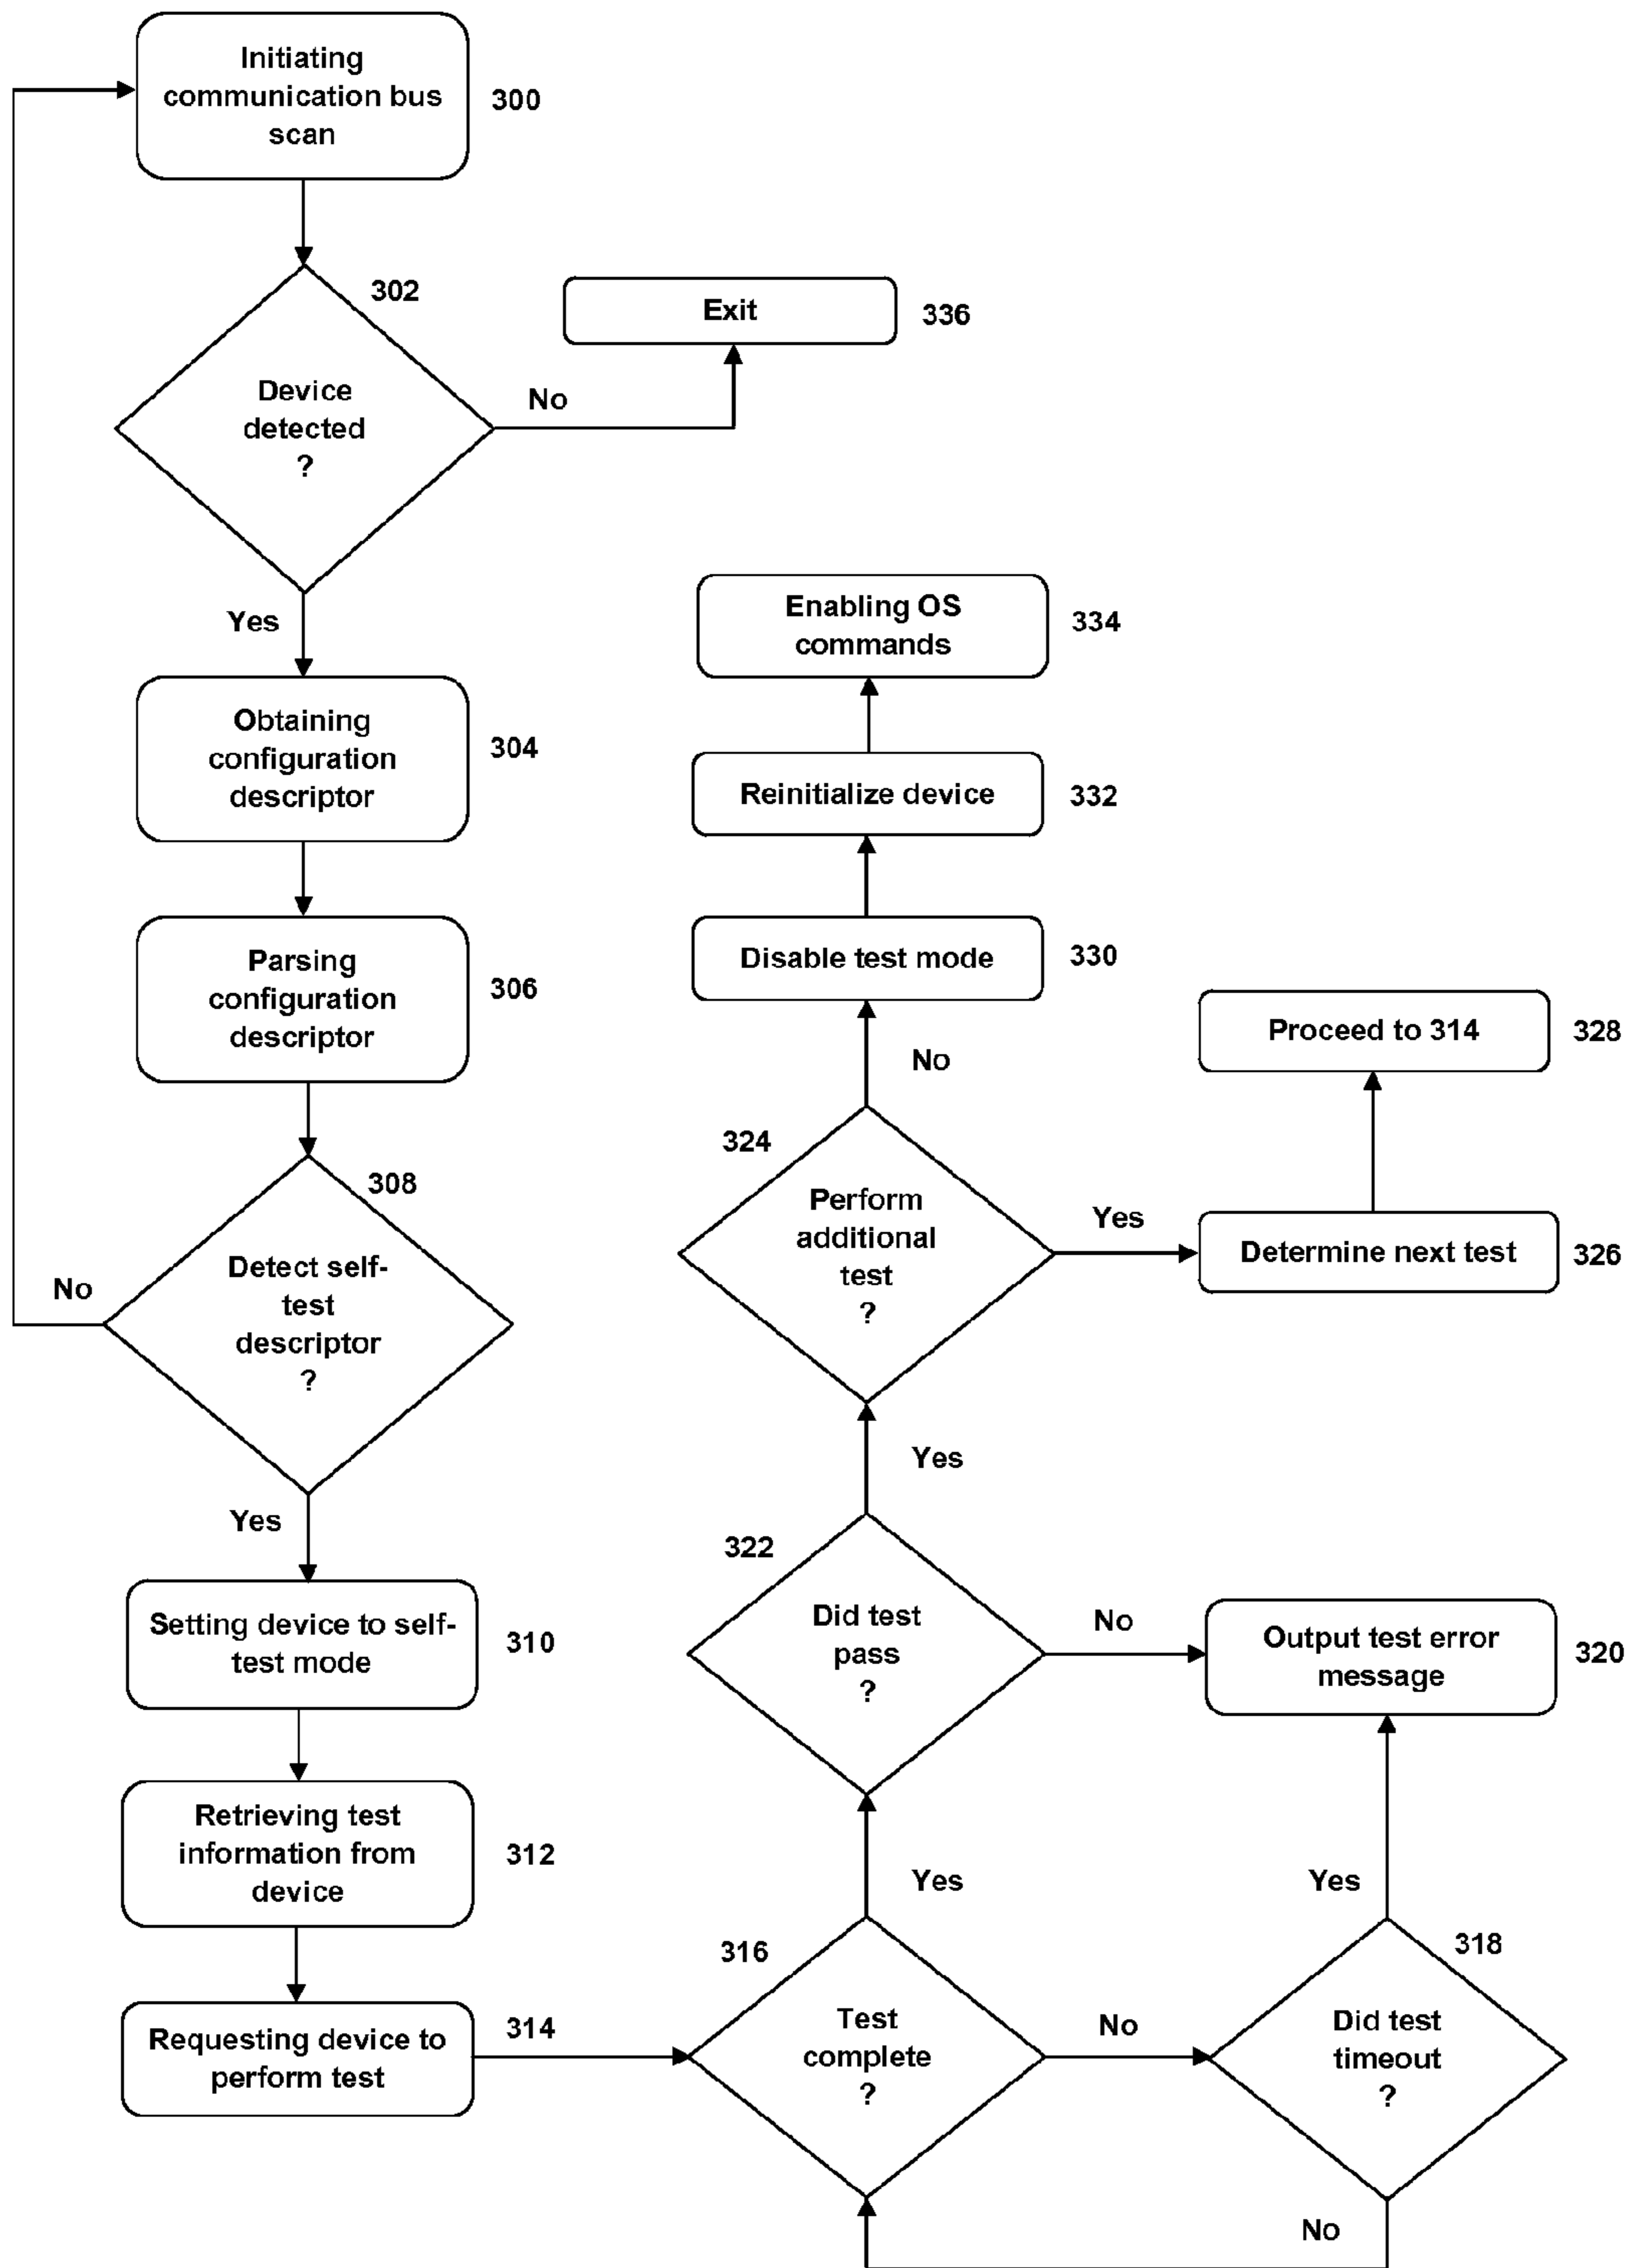 Initiating
communication bus
scan
300
302
Device
detected
?
No
Exit
336
Yes
Obtaining
configuration
descriptor
304
Parsing
configuration
descriptor
306
308
Detect self-
test
descriptor
?
No
Yes
Setting device to self-
test mode
310
Retrieving test
information from
device
312
Requesting device to
perform test
314
316
Test
complete
?
No
318
Did test
timeout
?
No
Yes
Yes
322
Did test
pass
?
No
Output test error
message
320
Yes
324
Perform
additional
test
?
Yes
Determine next test
326
Proceed to 314
328
No
Disable test mode
330
Reinitialize device
332
Enabling OS
commands
334